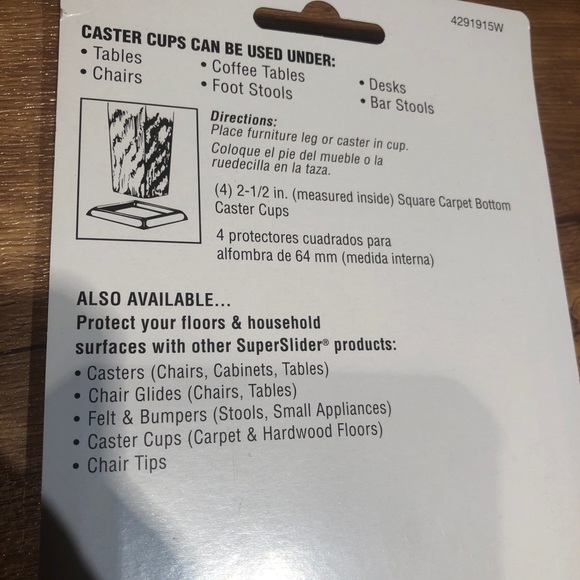 4291915W
CASTER CUPS CAN BE USED UNDER:
• Tables
• Chairs
• Coffee Tables
• Foot Stools
• Desks
• Bar Stools
Directions:
Place furniture leg or caster in cup.
Coloque el pie del mueble o la
ruedecilla en la taza.
(4) 2-1/2 in. (measured inside) Square Carpet Bottom
Caster Cups
4 protectores cuadrados para
alfombra de 64 mm (medida interna)
ALSO AVAILABLE...
Protect your floors & household
surfaces with other SuperSlider® products:
• Casters (Chairs, Cabinets, Tables)
• Chair Glides (Chairs, Tables)
• Felt & Bumpers (Stools, Small Appliances)
• Caster Cups (Carpet & Hardwood Floors)
• Chair Tips